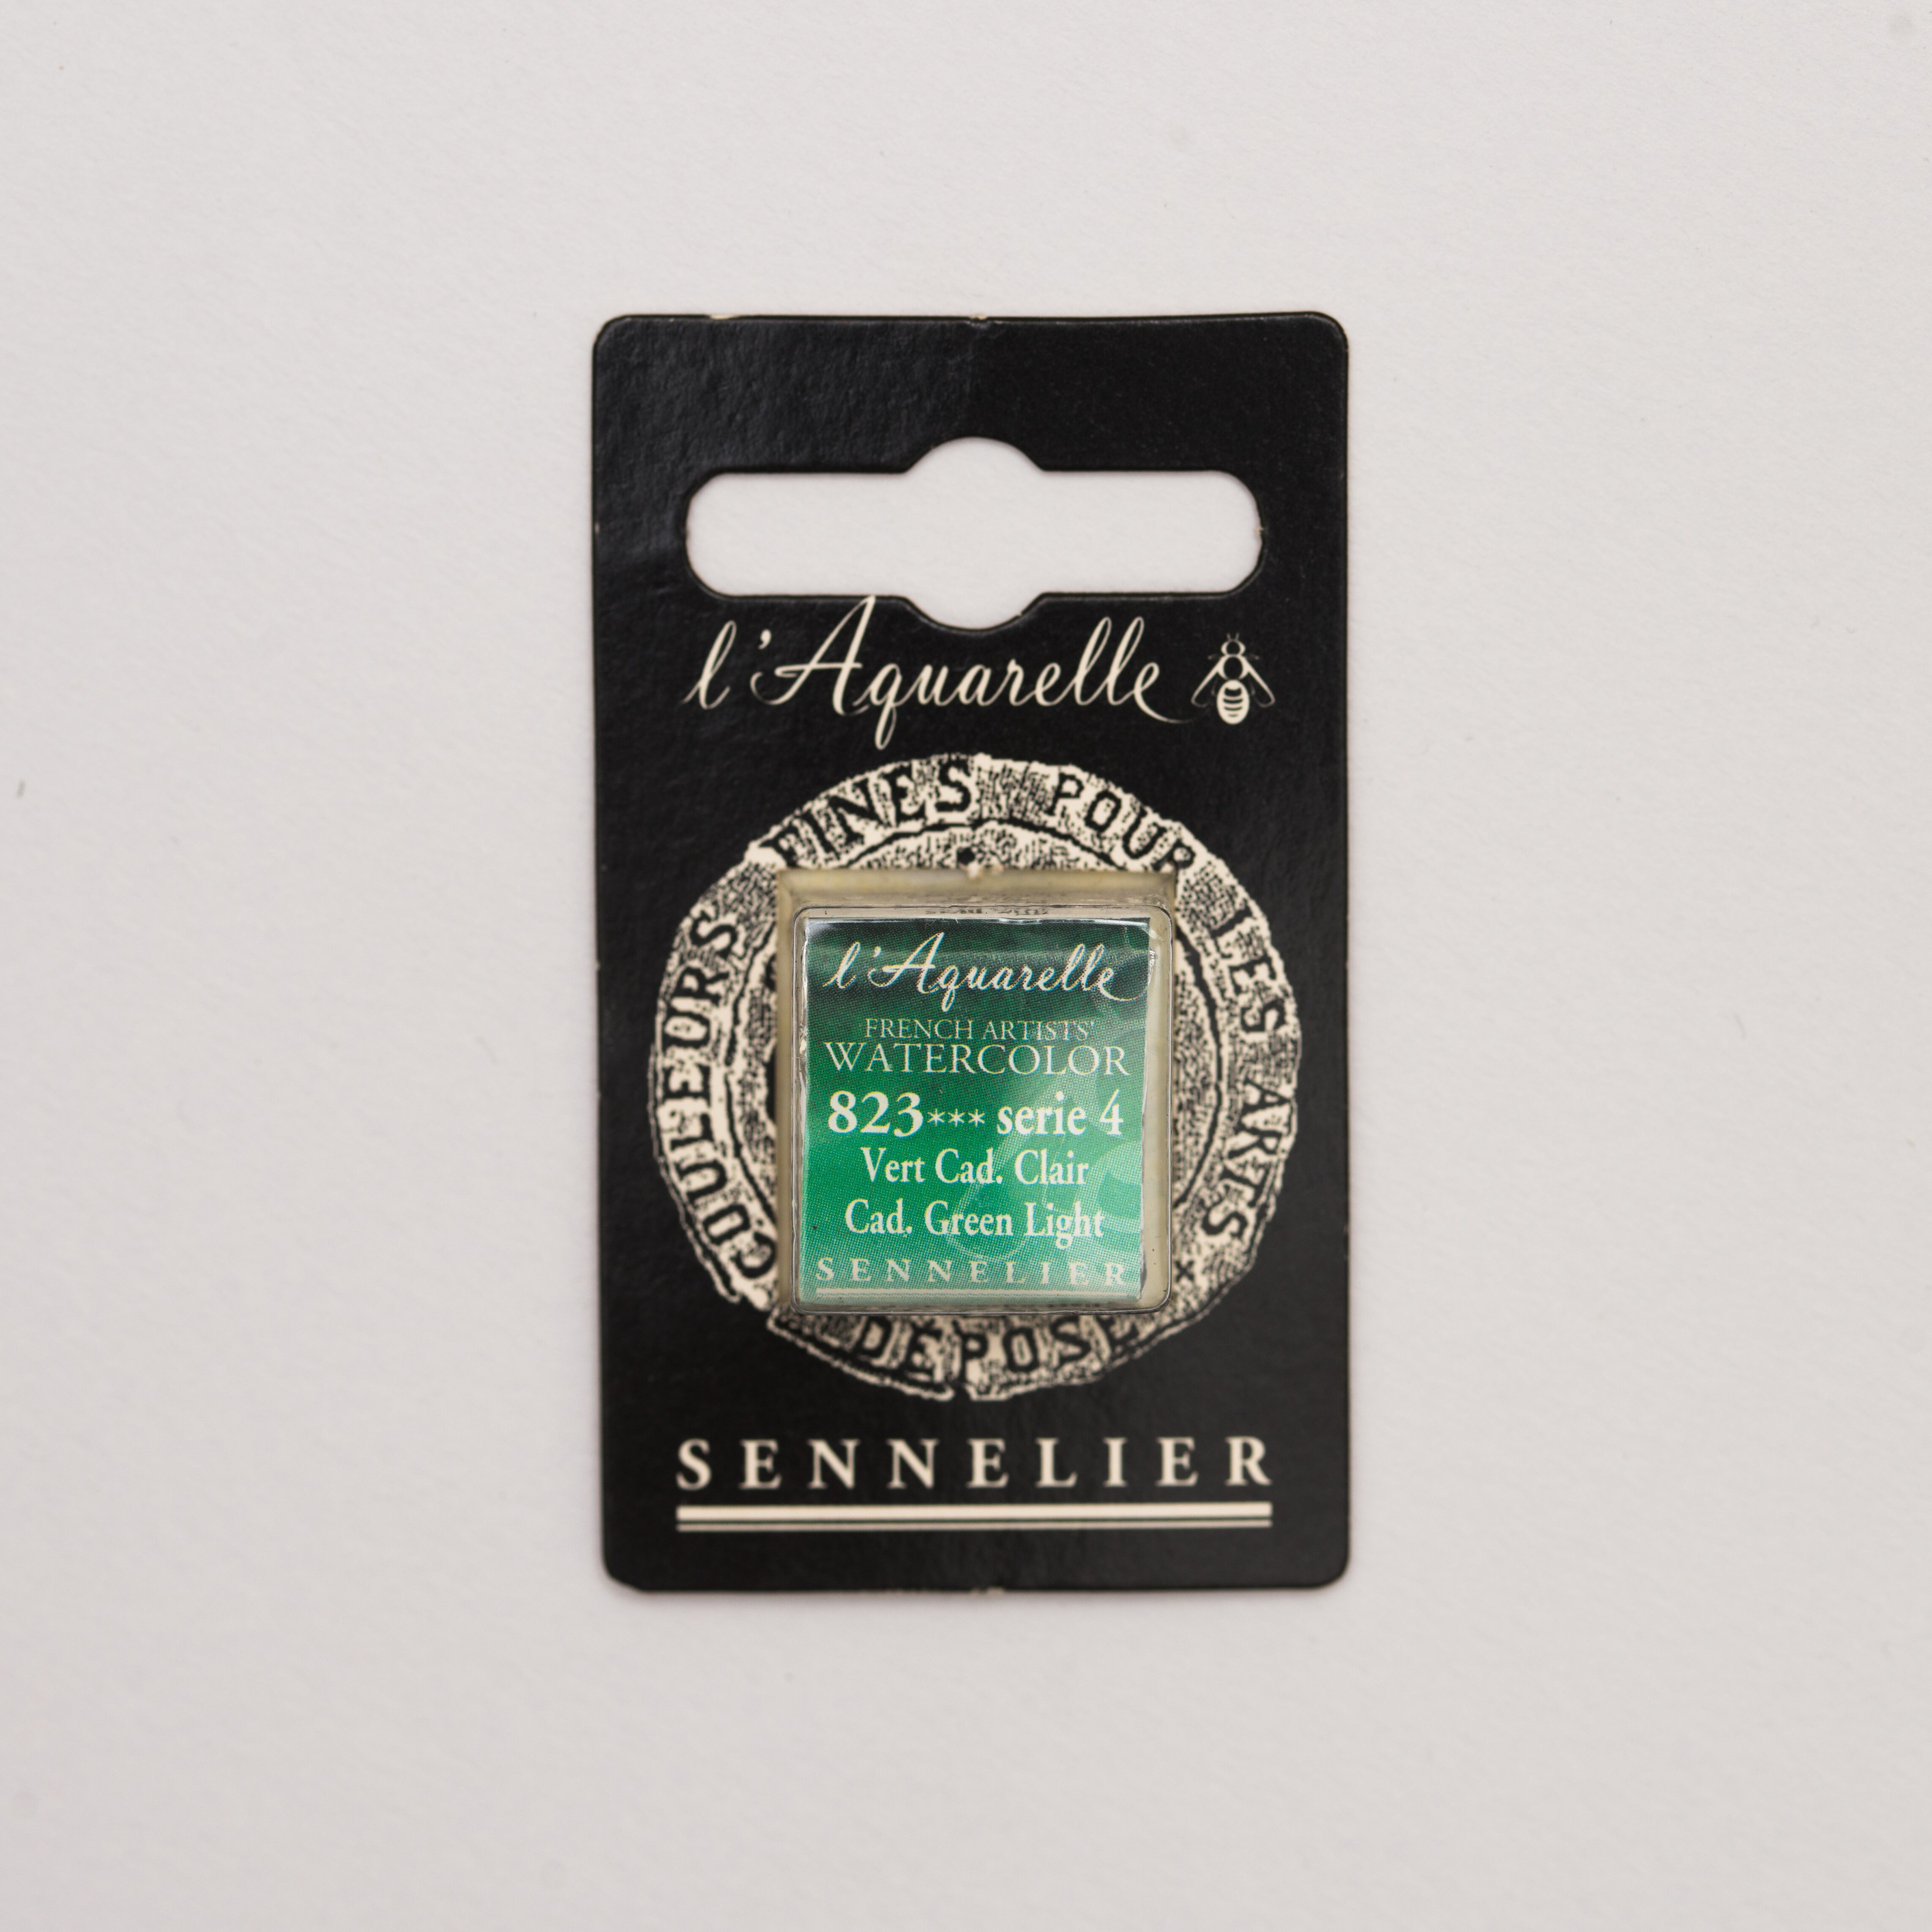 l'Aquarelle
COULEURS FINES POUR LES ARTS
l'Aquarelle
FRENCH ARTISTS'
WATERCOLOR
823*** serie 4
Vert Cad. Clair
Cad. Green Light
SENNELIER
DÉPOSÉ
SENNELIER